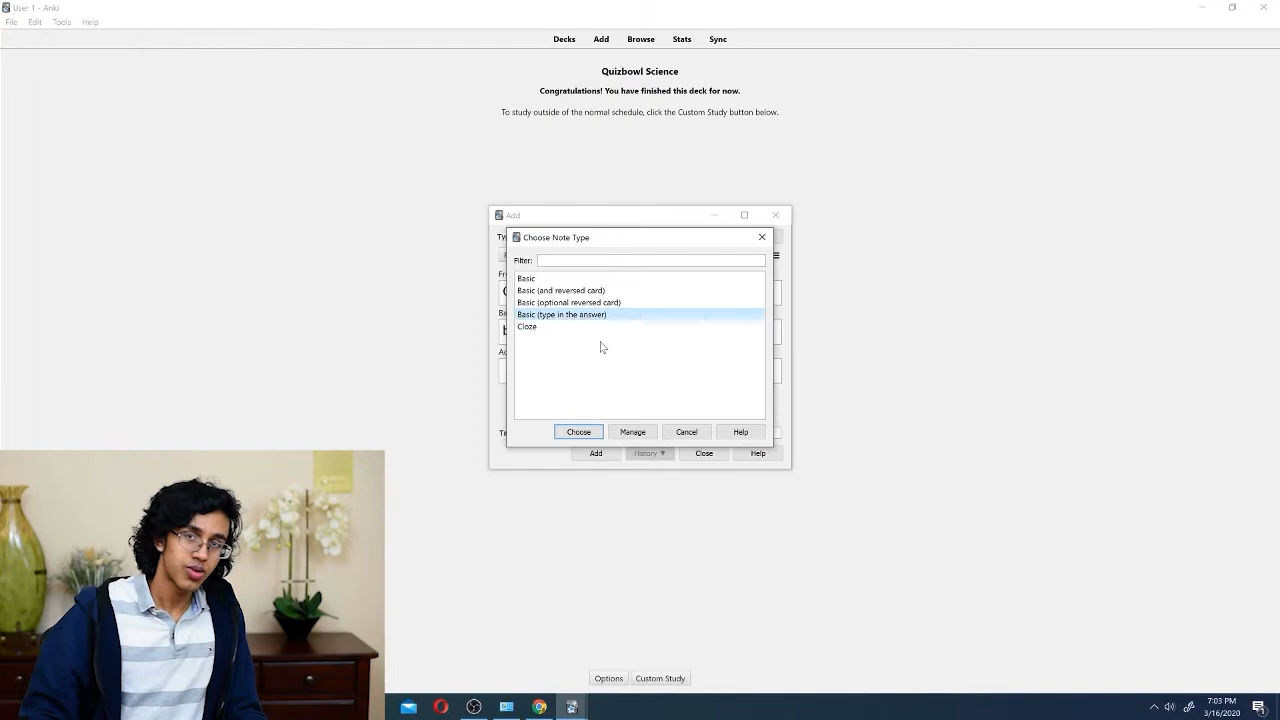 User 1 - Anki
File Edit Tools Help
Decks Add Browse Stats Sync
Quizbowl Science
Congratulations! You have finished this deck for now.
To study outside of the normal schedule, click the Custom Study button below.
Add
Choose Note Type
Filter:
Basic
Basic (and reversed card)
Basic (optional reversed card)
Basic (type in the answer)
Cloze
Choose Manage Cancel Help
Add History ▼ Close Help
Options Custom Study
7:03 PM
3/16/2020